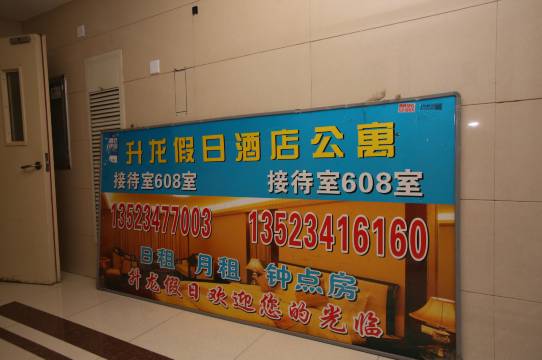 升龙假日酒店公寓
接待室608室 接待室608室
13523477003 13523416160
日租 月租 钟点房
升龙假日欢迎您的光临